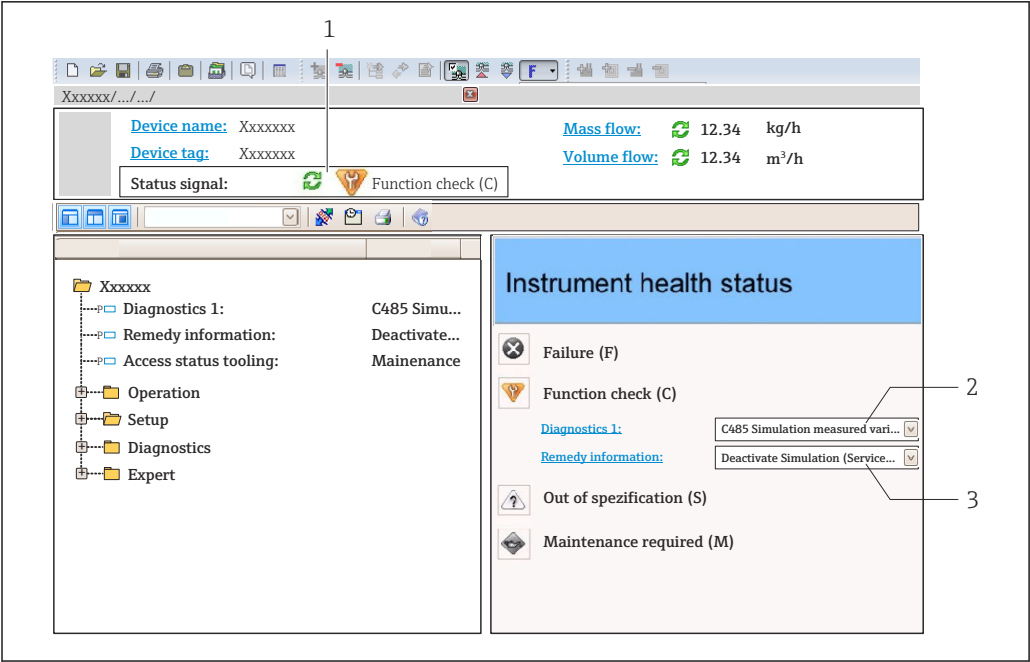 1
F
Xxxxxx/.../.../
Device name: Xxxxxxx
Mass flow: 12.34 kg/h
Device tag: Xxxxxxx
Volume flow: 12.34 m³/h
Status signal: Function check (C)
Xxxxxx
Diagnostics 1: C485 Simu...
Remedy information: Deactivate...
Access status tooling: Mainenance
Operation
Setup
Diagnostics
Expert
Instrument health status
Failure (F)
Function check (C)
2
Diagnostics 1: C485 Simulation measured vari...
Remedy information: Deactivate Simulation (Service...
3
Out of spezification (S)
Maintenance required (M)